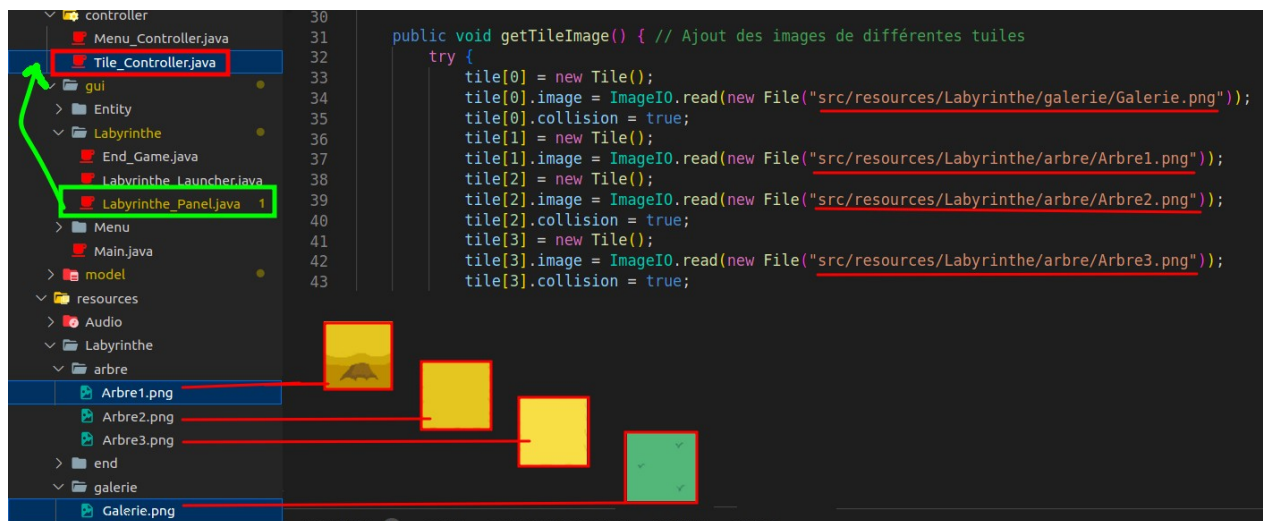 controller
Menu_Controller.java
Tile_Controller.java
gui
Entity
Labyrinthe
End_Game.java
Labyrinthe_Launcher.java
Labyrinthe_Panel.java 1
Menu
Main.java
model
resources
Audio
Labyrinthe
arbre
Arbre1.png
Arbre2.png
Arbre3.png
end
galerie
Galerie.png
30
31 public void getTileImage() { // Ajout des images de différentes tuiles
32 try {
33 tile[0] = new Tile();
34 tile[0].image = ImageIO.read(new File("src/resources/Labyrinthe/galerie/Galerie.png"));
35 tile[0].collision = true;
36 tile[1] = new Tile();
37 tile[1].image = ImageIO.read(new File("src/resources/Labyrinthe/arbre/Arbre1.png"));
38 tile[2] = new Tile();
39 tile[2].image = ImageIO.read(new File("src/resources/Labyrinthe/arbre/Arbre2.png"));
40 tile[2].collision = true;
41 tile[3] = new Tile();
42 tile[3].image = ImageIO.read(new File("src/resources/Labyrinthe/arbre/Arbre3.png"));
43 tile[3].collision = true;